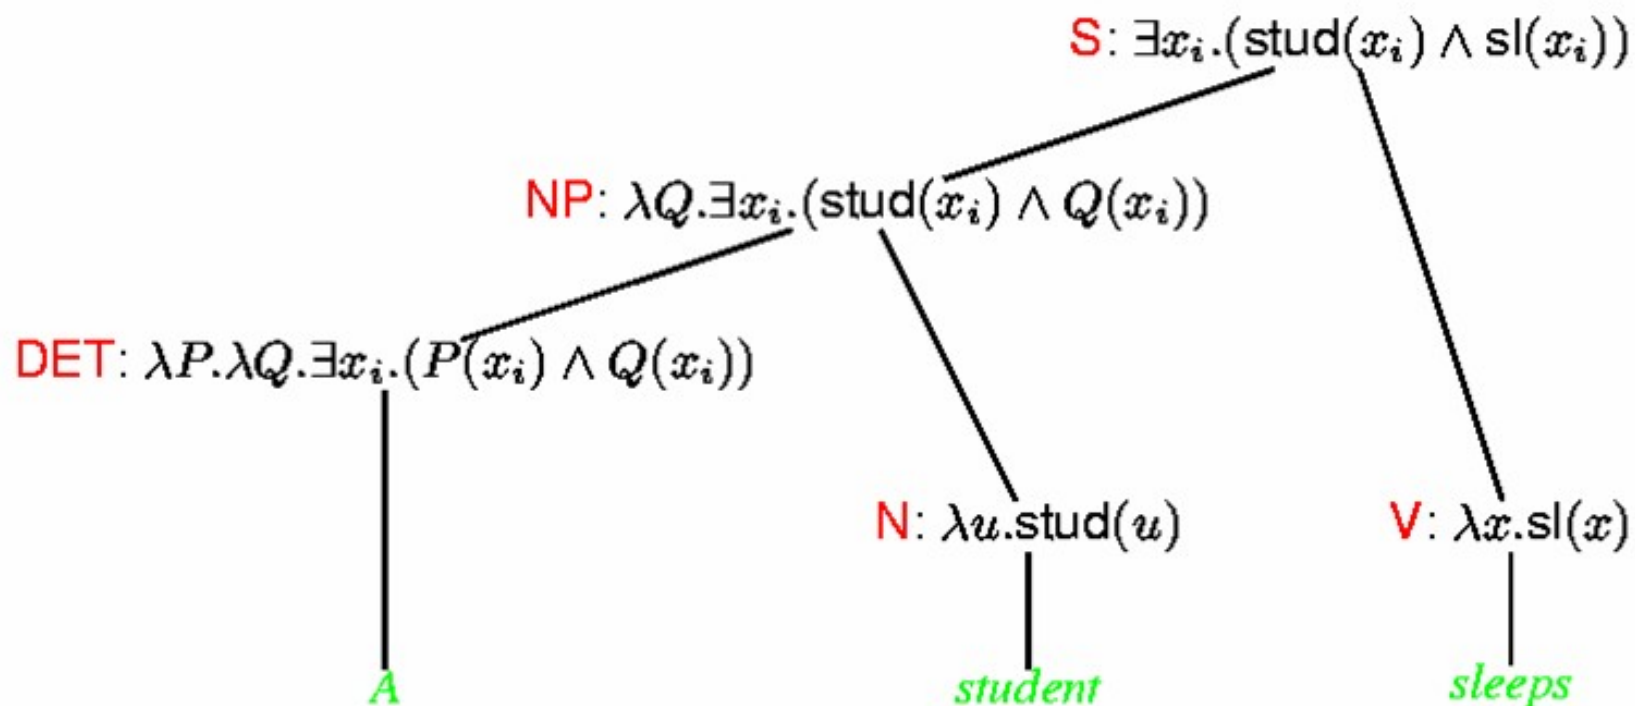 S: ∃xᵢ.(stud(xᵢ) ∧ sl(xᵢ))
NP: λQ.∃xᵢ.(stud(xᵢ) ∧ Q(xᵢ))
DET: λP.λQ.∃xᵢ.(P(xᵢ) ∧ Q(xᵢ))
N: λu.stud(u) V: λx.sl(x)
A student sleeps